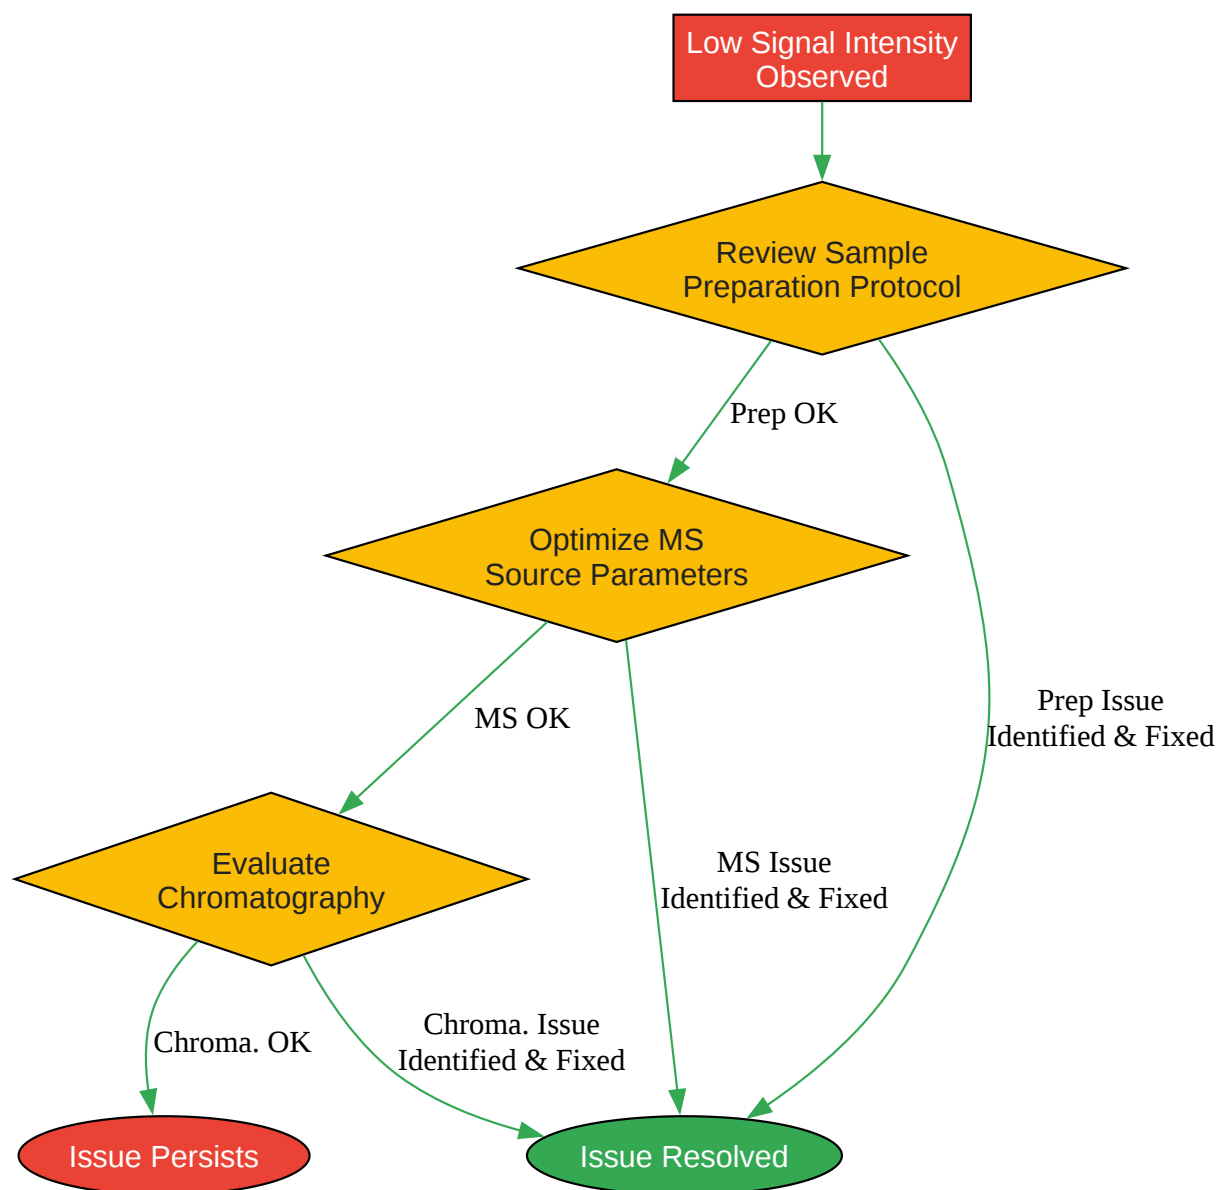 Low Signal Intensity
Observed
Review Sample
Preparation Protocol
Prep OK
Optimize MS
Source Parameters
Prep Issue
Identified & Fixed
MS OK
MS Issue
Identified & Fixed
Evaluate
Chromatography
Chroma. OK
Chroma. Issue
Identified & Fixed
Issue Persists
Issue Resolved